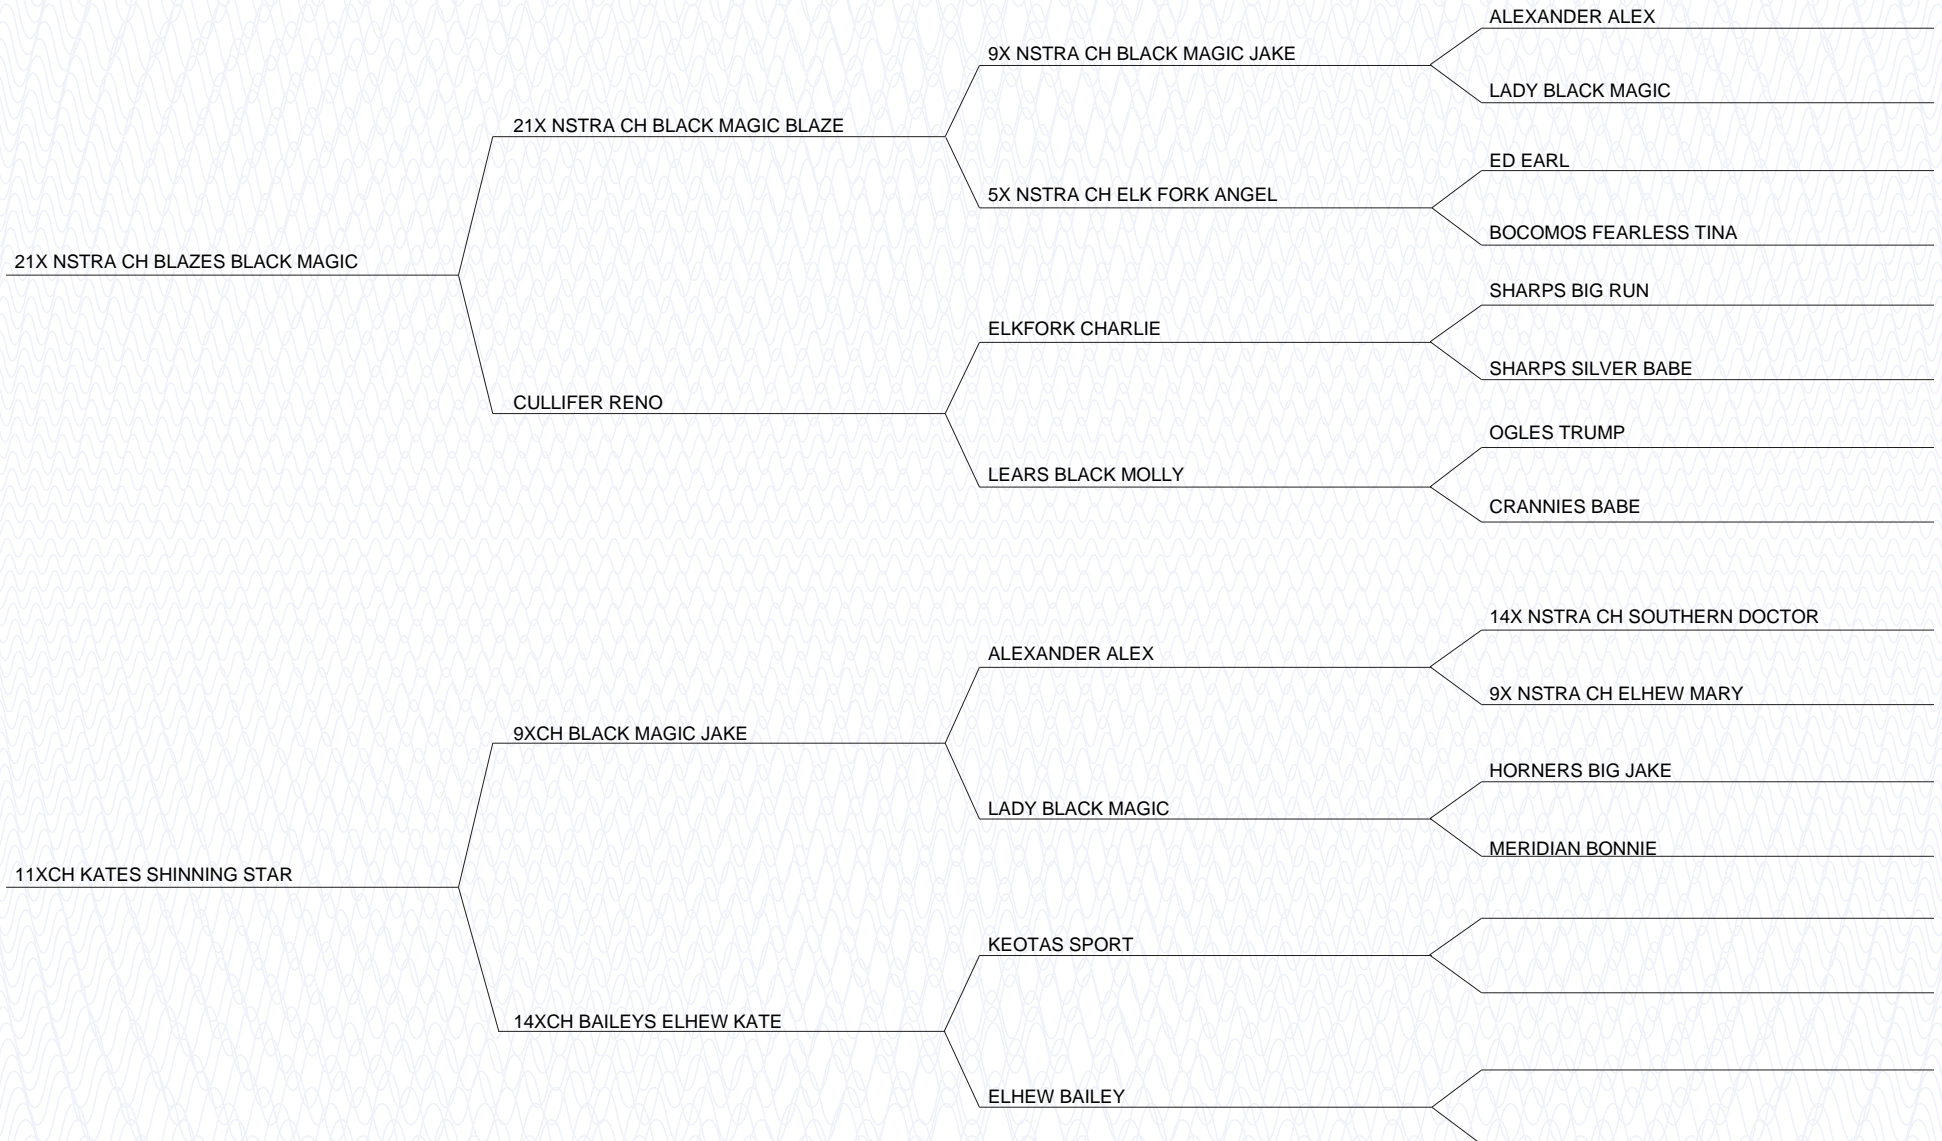 ALEXANDER ALEX
9X NSTRA CH BLACK MAGIC JAKE
LADY BLACK MAGIC
21X NSTRA CH BLACK MAGIC BLAZE
ED EARL
5X NSTRA CH ELK FORK ANGEL
BOCOMOS FEARLESS TINA
21X NSTRA CH BLAZES BLACK MAGIC
SHARPS BIG RUN
ELKFORK CHARLIE
SHARPS SILVER BABE
CULLIFER RENO
OGLES TRUMP
LEARS BLACK MOLLY
CRANNIES BABE
14X NSTRA CH SOUTHERN DOCTOR
ALEXANDER ALEX
9X NSTRA CH ELHEW MARY
9XCH BLACK MAGIC JAKE
HORNERS BIG JAKE
LADY BLACK MAGIC
MERIDIAN BONNIE
11XCH KATES SHINNING STAR
KEOTAS SPORT
14XCH BAILEYS ELHEW KATE
ELHEW BAILEY